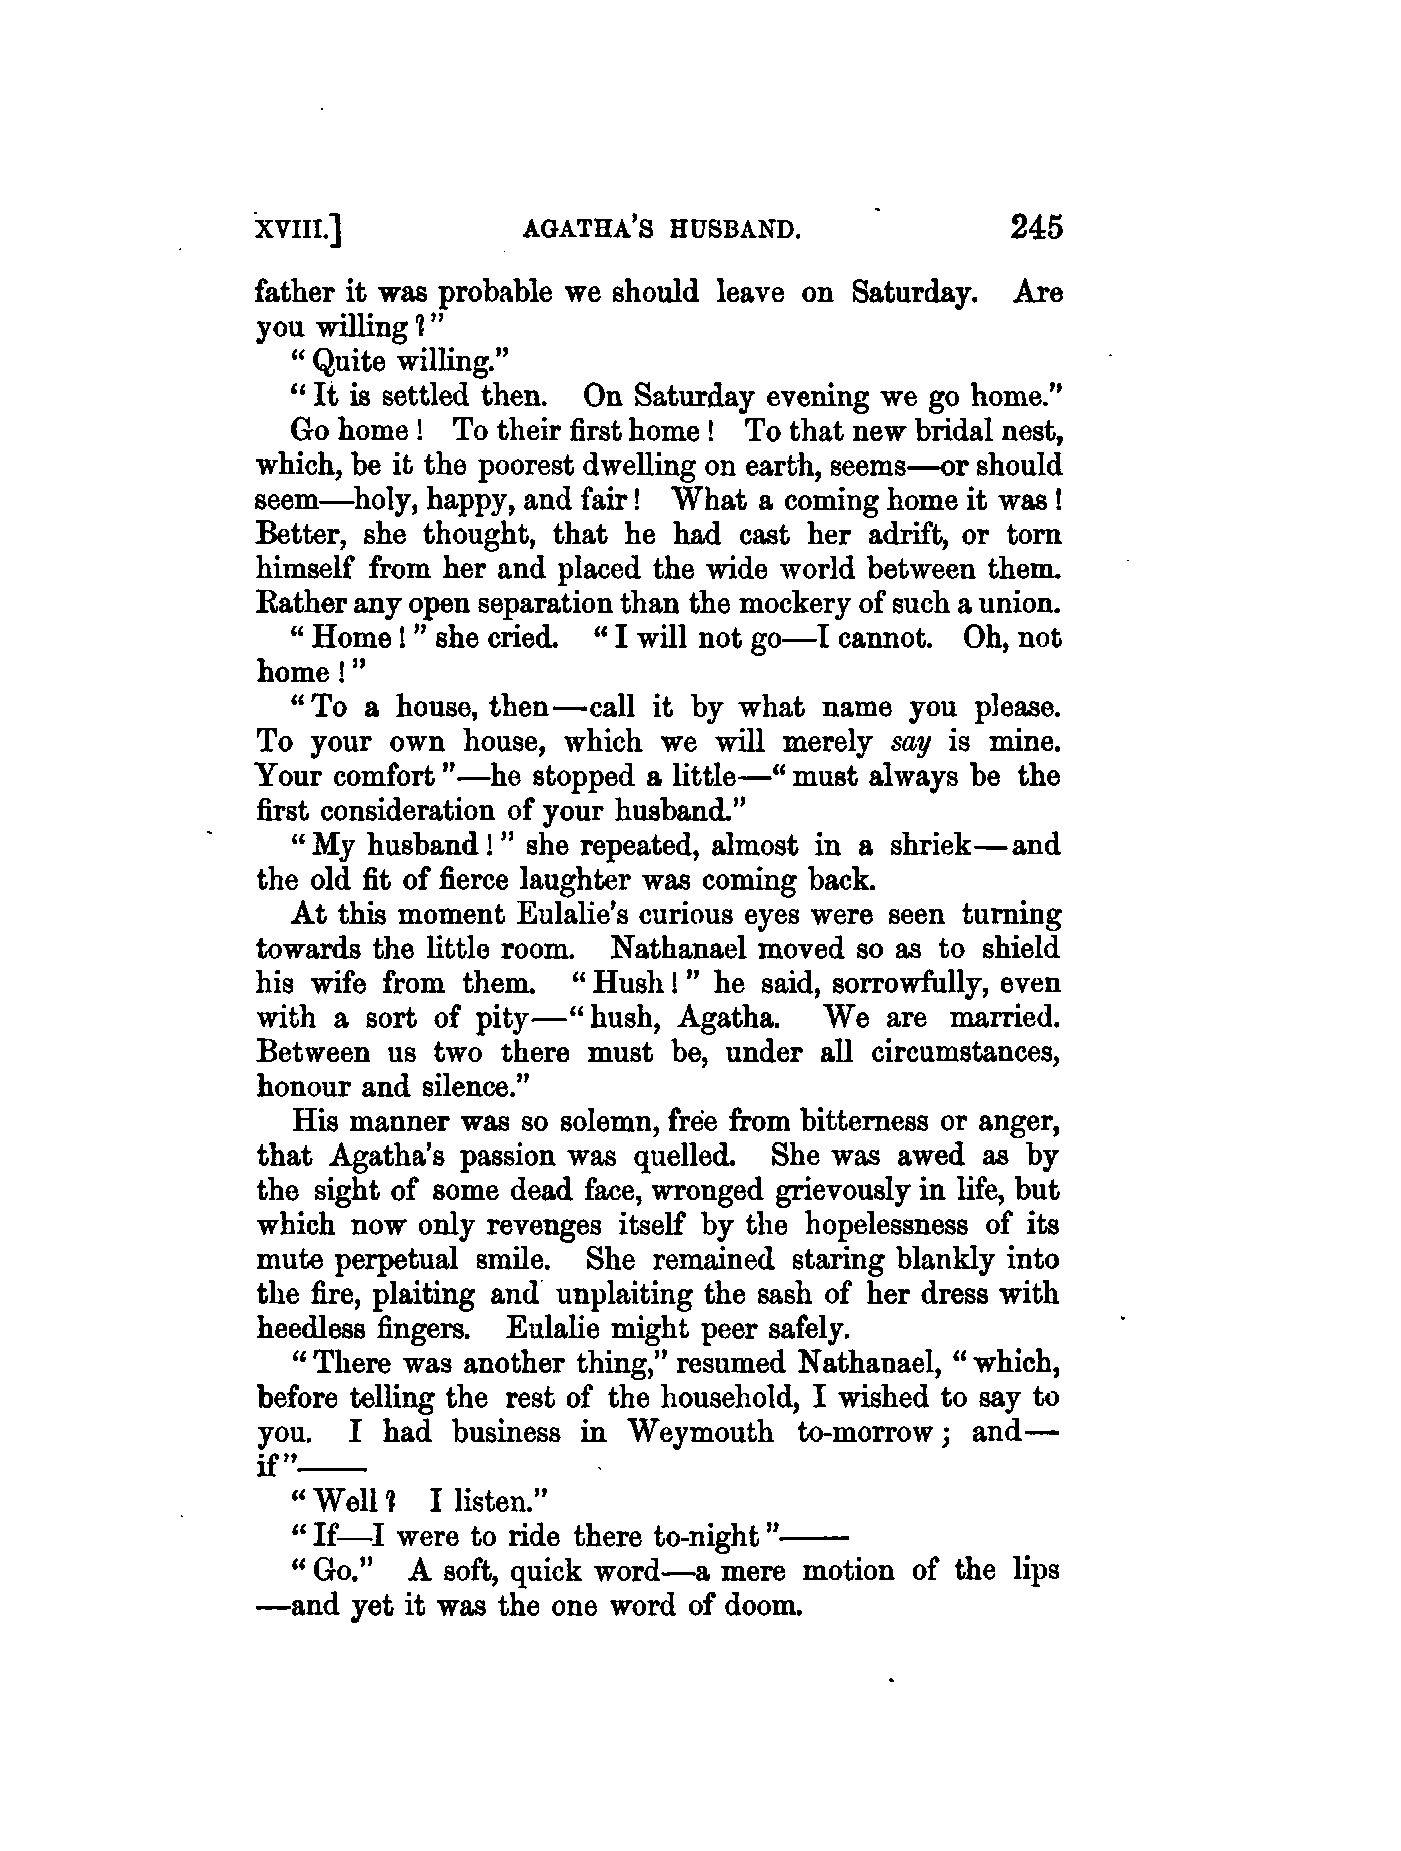 XVIII.] AGATHA'S HUSBAND. 245
father it was probable we should leave on Saturday. Are
you willing?"
"Quite willing."
"It is settled then. On Saturday evening we go home."
Go home! To their first home! To that new bridal nest,
which, be it the poorest dwelling on earth, seems—or should
seem—holy, happy, and fair! What a coming home it was!
Better, she thought, that he had cast her adrift, or torn
himself from her and placed the wide world between them.
Rather any open separation than the mockery of such a union.
"Home!" she cried. "I will not go—I cannot. Oh, not
home!"
"To a house, then—call it by what name you please.
To your own house, which we will merely say is mine.
Your comfort"—he stopped a little—"must always be the
first consideration of your husband."
"My husband!" she repeated, almost in a shriek—and
the old fit of fierce laughter was coming back.
At this moment Eulalie's curious eyes were seen turning
towards the little room. Nathanael moved so as to shield
his wife from them. "Hush!" he said, sorrowfully, even
with a sort of pity—"hush, Agatha. We are married.
Between us two there must be, under all circumstances,
honour and silence."
His manner was so solemn, free from bitterness or anger,
that Agatha's passion was quelled. She was awed as by
the sight of some dead face, wronged grievously in life, but
which now only revenges itself by the hopelessness of its
mute perpetual smile. She remained staring blankly into
the fire, plaiting and unplaiting the sash of her dress with
heedless fingers. Eulalie might peer safely.
"There was another thing," resumed Nathanael, "which,
before telling the rest of the household, I wished to say to
you. I had business in Weymouth to-morrow; and—
if"——
"Well? I listen."
"If—I were to ride there to-night"——
"Go." A soft, quick word—a mere motion of the lips
—and yet it was the one word of doom.